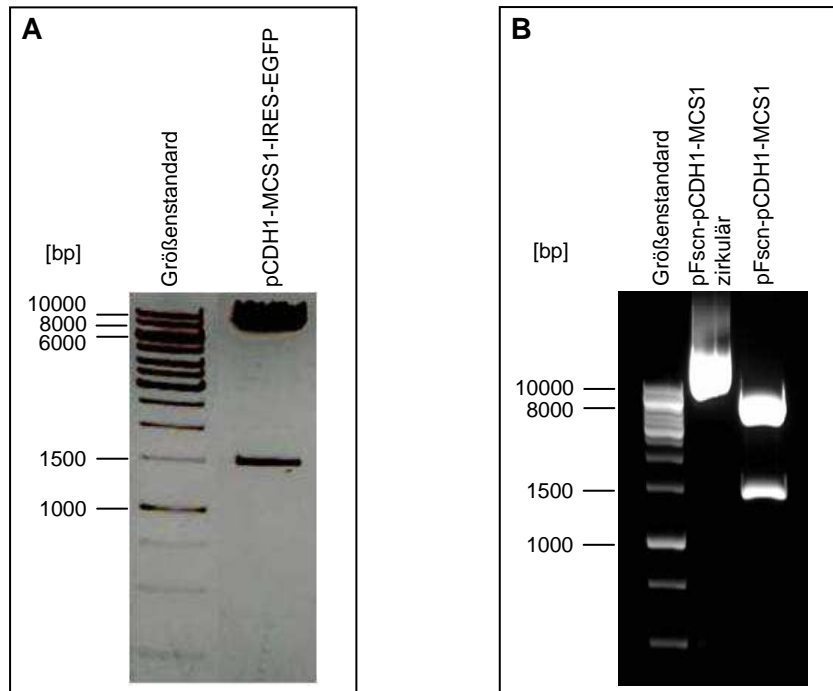 A
[bp]
Größenstandard
pCDH1-MCS1-IRES-EGFP
10000
8000
6000
1500
1000
B
[bp]
Größenstandard
pFscn-pCDH1-MCS1
zirkulär
pFscn-pCDH1-MCS1
10000
8000
1500
1000